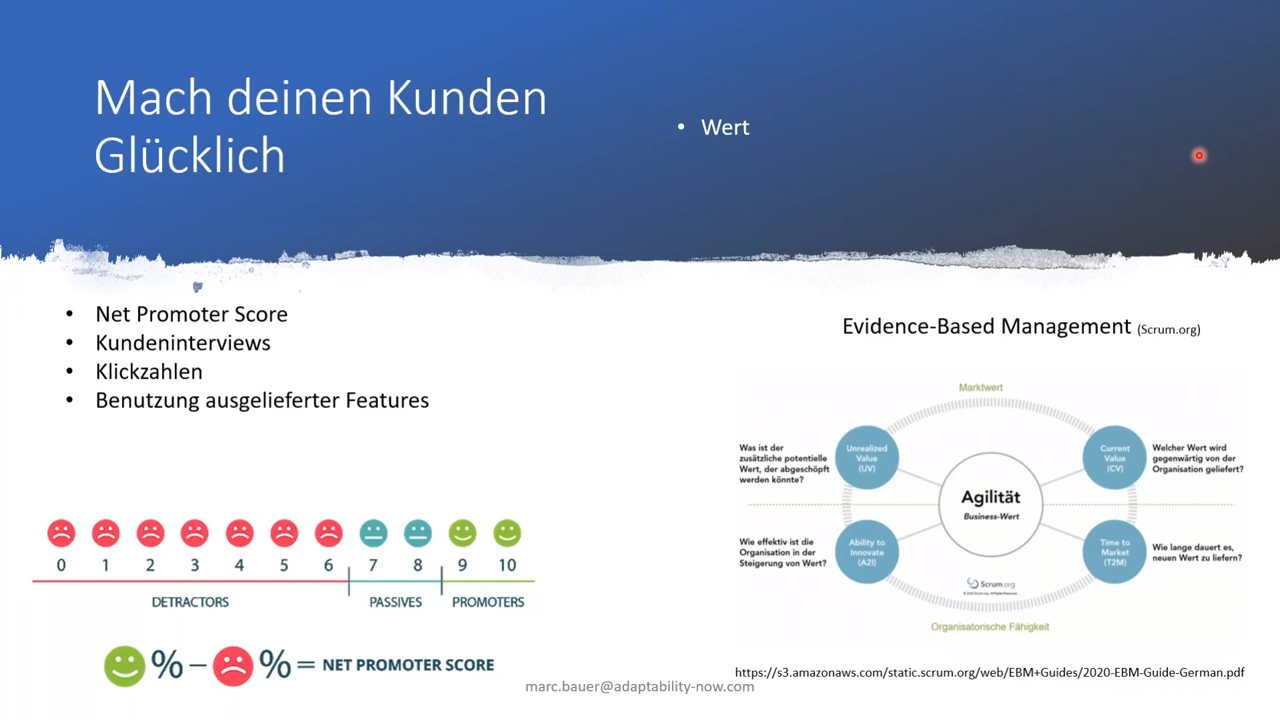 Mach deinen Kunden
Glücklich
• Wert
• Net Promoter Score
• Kundeninterviews
• Klickzahlen
• Benutzung ausgelieferter Features
0 1 2 3 4 5 6 7 8 9 10
DETRACTORS PASSIVES PROMOTERS
% – % = NET PROMOTER SCORE
Evidence-Based Management (Scrum.org)
Marktwert
Was ist der
zusätzliche potentielle
Wert, der abgeschöpft
werden könnte?
Unrealized
Value
(UV)
Current
Value
(CV)
Welcher Wert wird
gegenwärtig von der
Organisation geliefert?
Agilität
Business-Wert
Wie effektiv ist die
Organisation in der
Steigerung von Wert?
Ability to
Innovate
(A2I)
Time to
Market
(T2M)
Wie lange dauert es,
neuen Wert zu liefern?
Scrum.org
Organisatorische Fähigkeit
https://s3.amazonaws.com/static.scrum.org/web/EBM+Guides/2020-EBM-Guide-German.pdf
marc.bauer@adaptability-now.com